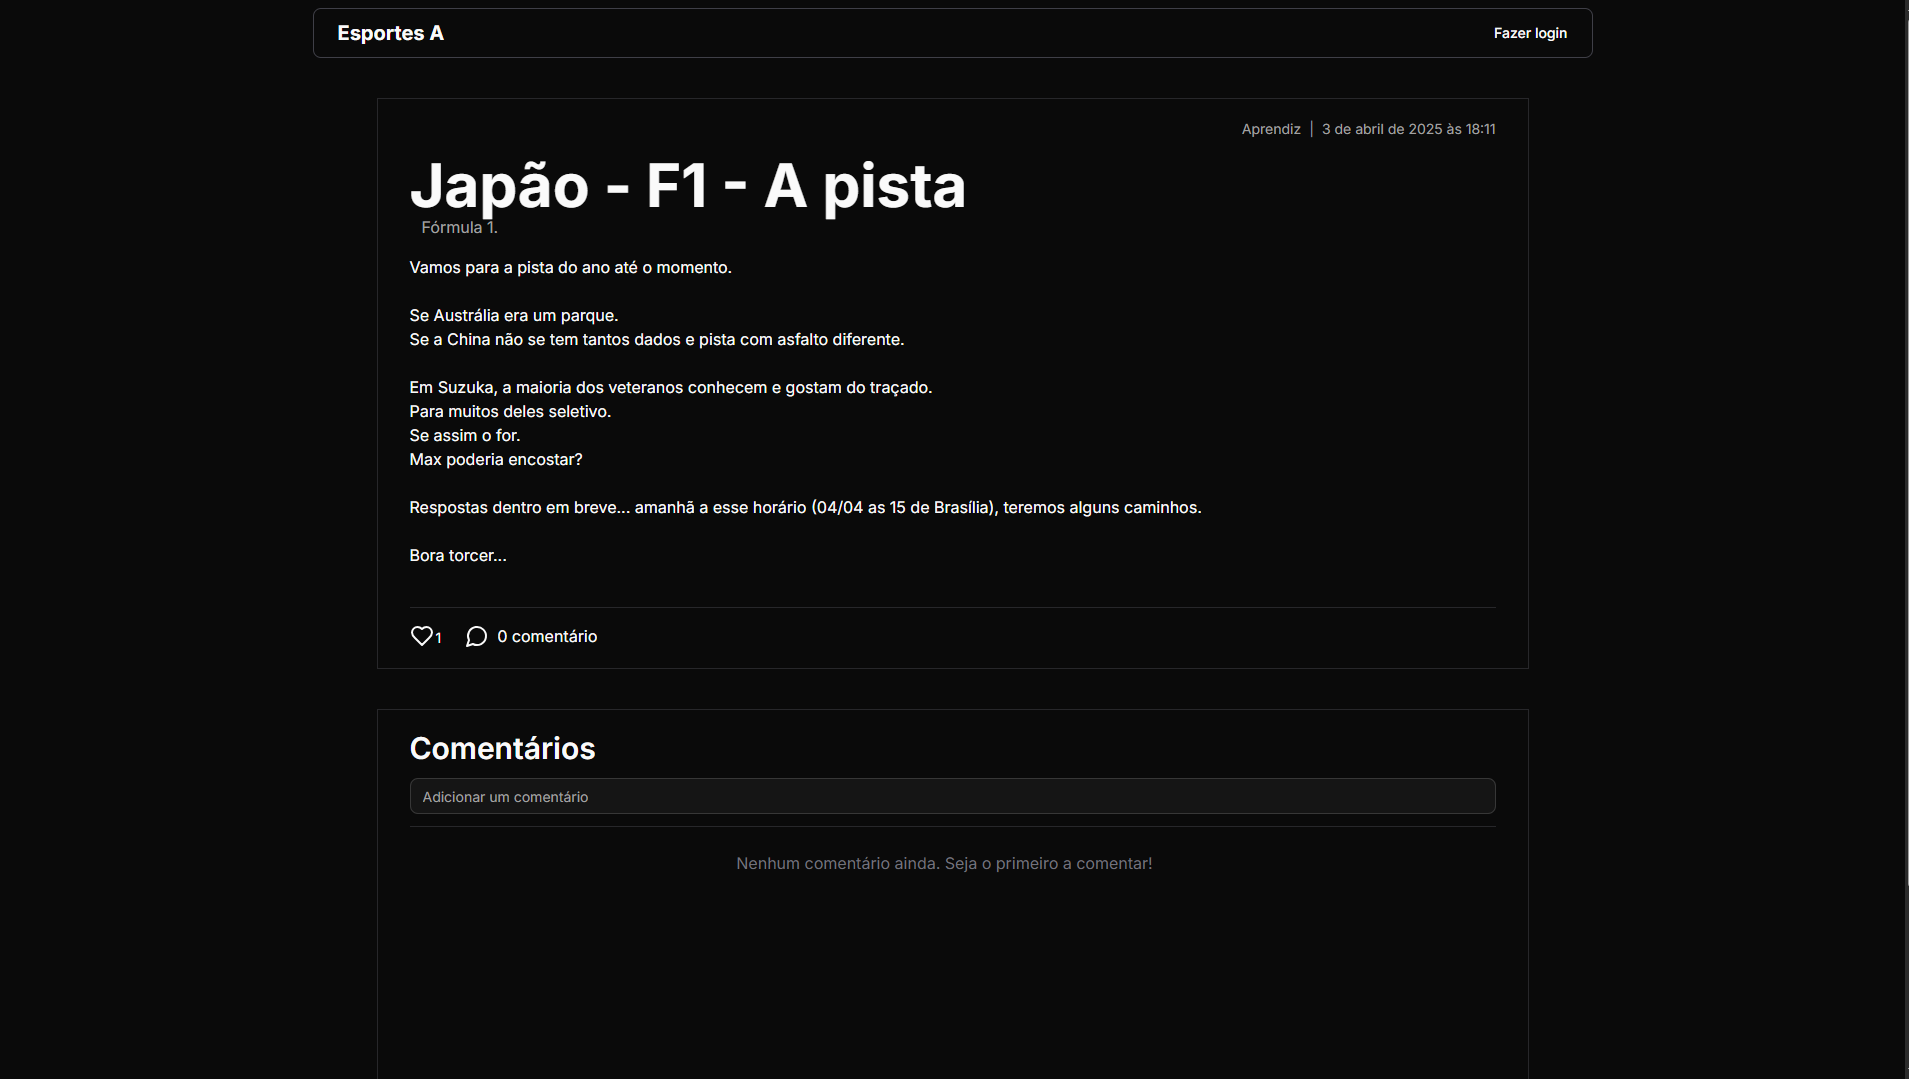 Esportes A
Fazer login
Aprendiz | 3 de abril de 2025 às 18:11
Japão - F1 - A pista
Fórmula 1.
Vamos para a pista do ano até o momento.
Se Austrália era um parque.
Se a China não se tem tantos dados e pista com asfalto diferente.
Em Suzuka, a maioria dos veteranos conhecem e gostam do traçado.
Para muitos deles seletivo.
Se assim o for.
Max poderia encostar?
Respostas dentro em breve... amanhã a esse horário (04/04 as 15 de Brasília), teremos alguns caminhos.
Bora torcer...
1
0 comentário
Comentários
Adicionar um comentário
Nenhum comentário ainda. Seja o primeiro a comentar!